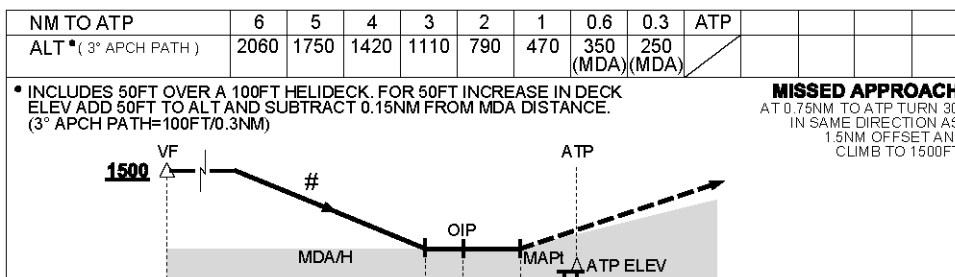 NM TO ATP 6 5 4 3 2 1 0.6 0.3 ATP
ALT * ( 3° APCH PATH ) 2060 1750 1420 1110 790 470 350 250
(MDA) (MDA)
* INCLUDES 50FT OVER A 100FT HELIDECK. FOR 50FT INCREASE IN DECK
ELEV ADD 50FT TO ALT AND SUBTRACT 0.15NM FROM MDA DISTANCE.
(3° APCH PATH=100FT/0.3NM)
MISSED APPROACH
AT 0.75NM TO ATP TURN 30
IN SAME DIRECTION AS
1.5NM OFFSET AN
CLIMB TO 1500FT
VF ATP
1500
#
OIP
MDA/H MAPt ATP ELEV